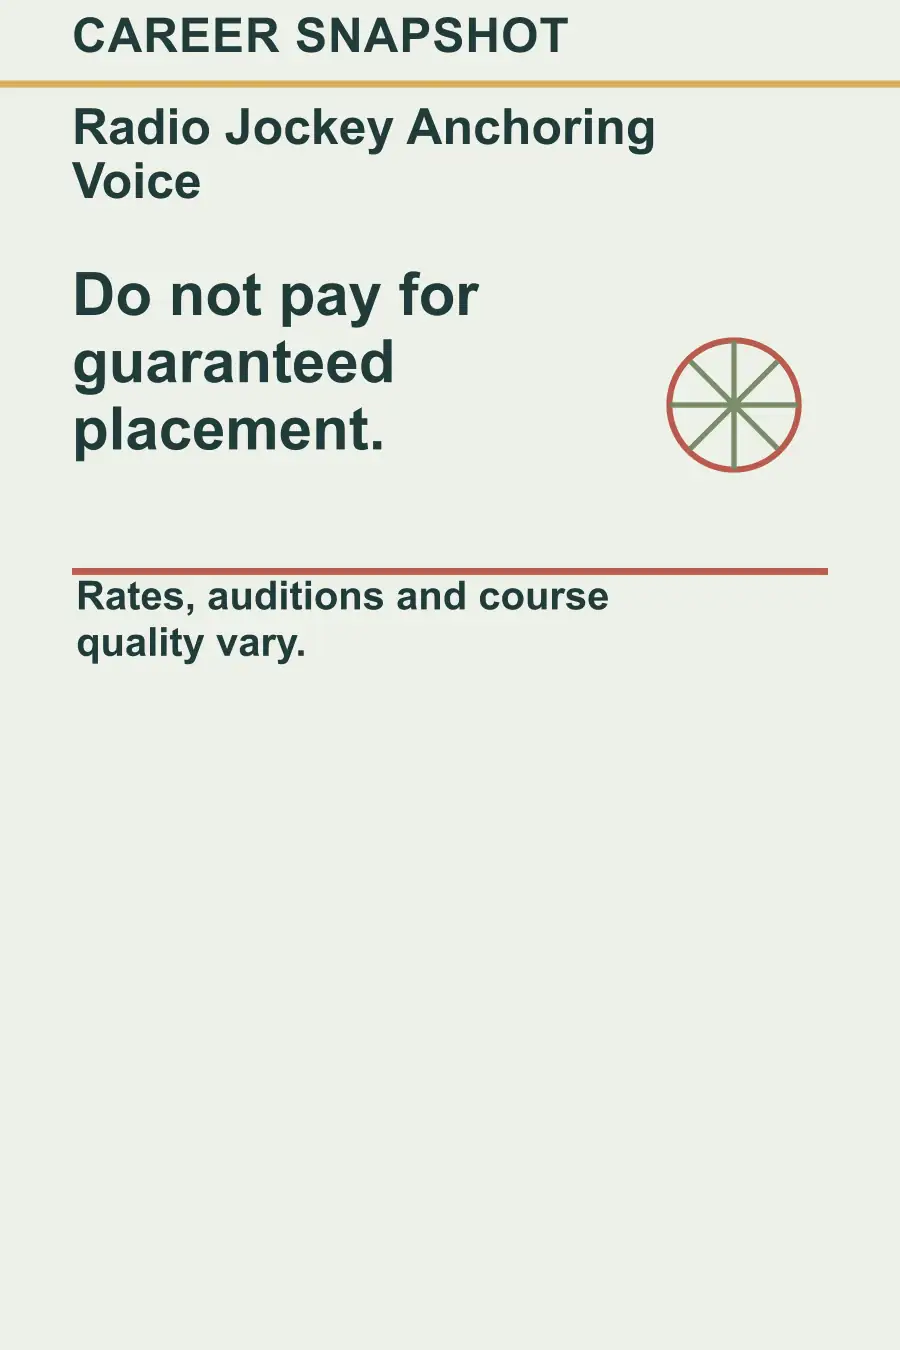 CAREER SNAPSHOT
Radio Jockey Anchoring
Voice
Do not pay for
guaranteed
placement.
Rates, auditions and course
quality vary.